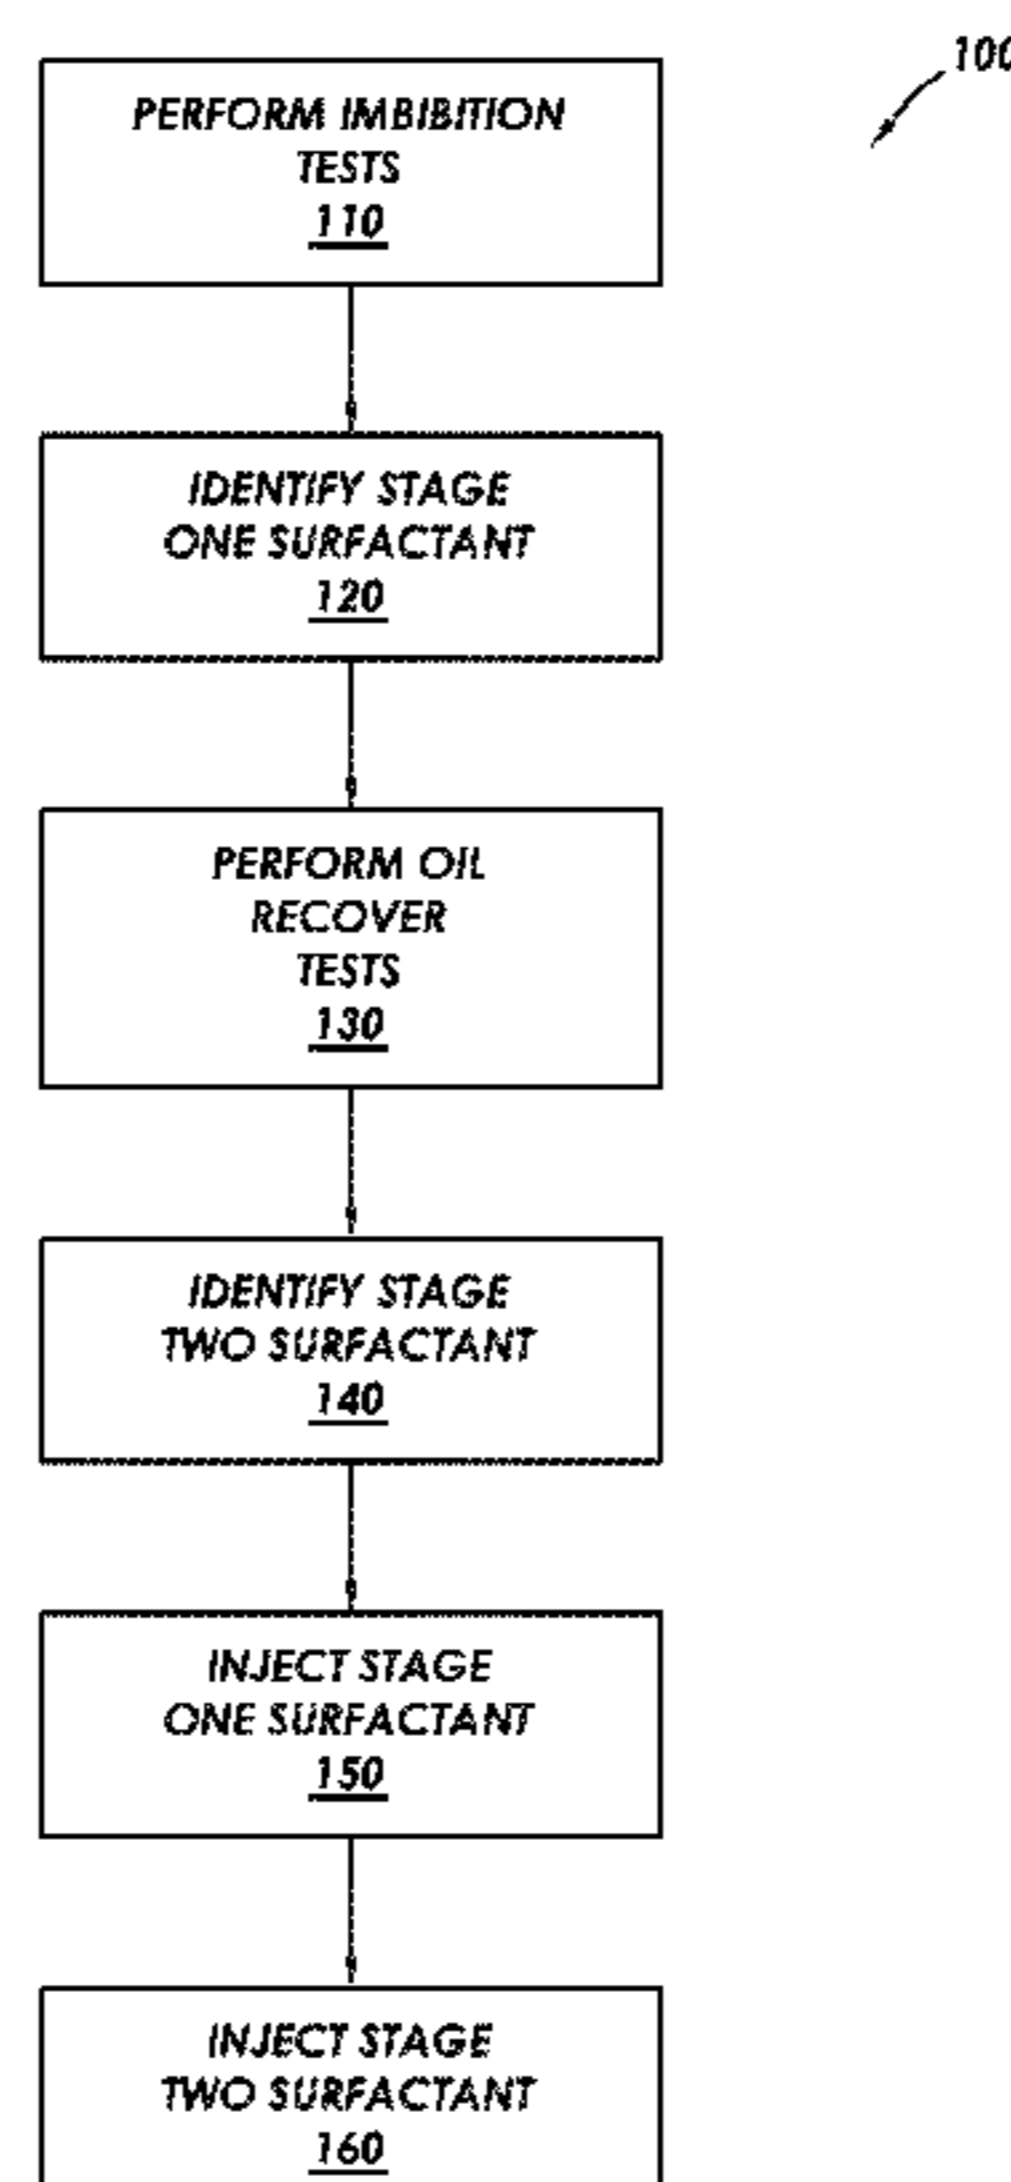 100
PERFORM IMBIBITION
TESTS
110
IDENTIFY STAGE
ONE SURFACTANT
120
PERFORM OIL
RECOVER
TESTS
130
IDENTIFY STAGE
TWO SURFACTANT
140
INJECT STAGE
ONE SURFACTANT
150
INJECT STAGE
TWO SURFACTANT
160